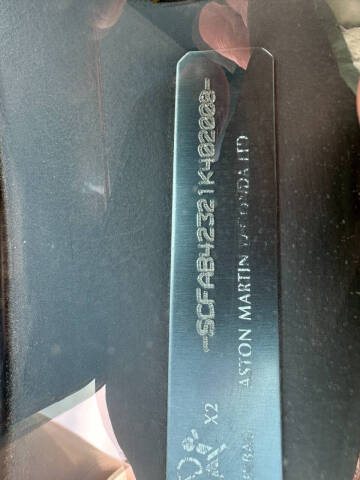 SCFAB42321K402008
X2
ASTON MARTIN LAGONDA LTD